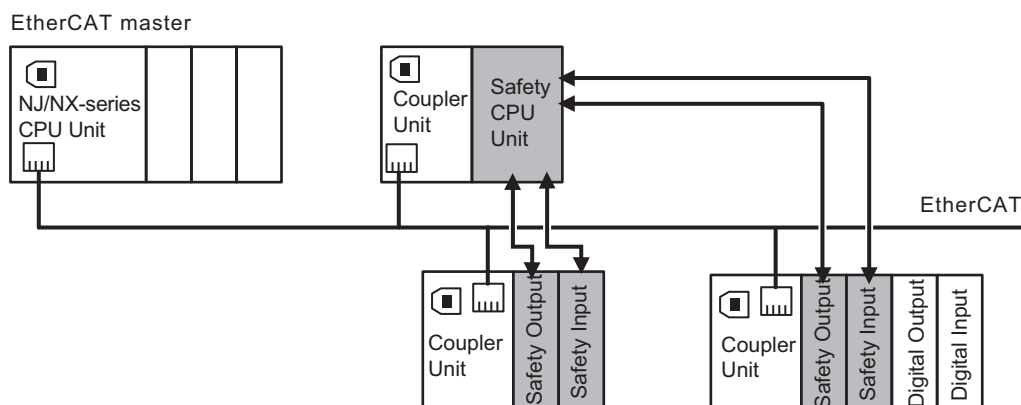 EtherCAT master
NJ/NX-series
CPU Unit
Coupler
Unit
Safety
CPU
Unit
EtherCAT
Coupler
Unit
Safety Output
Safety Input
Coupler
Unit
Safety Output
Safety Input
Digital Output
Digital Input